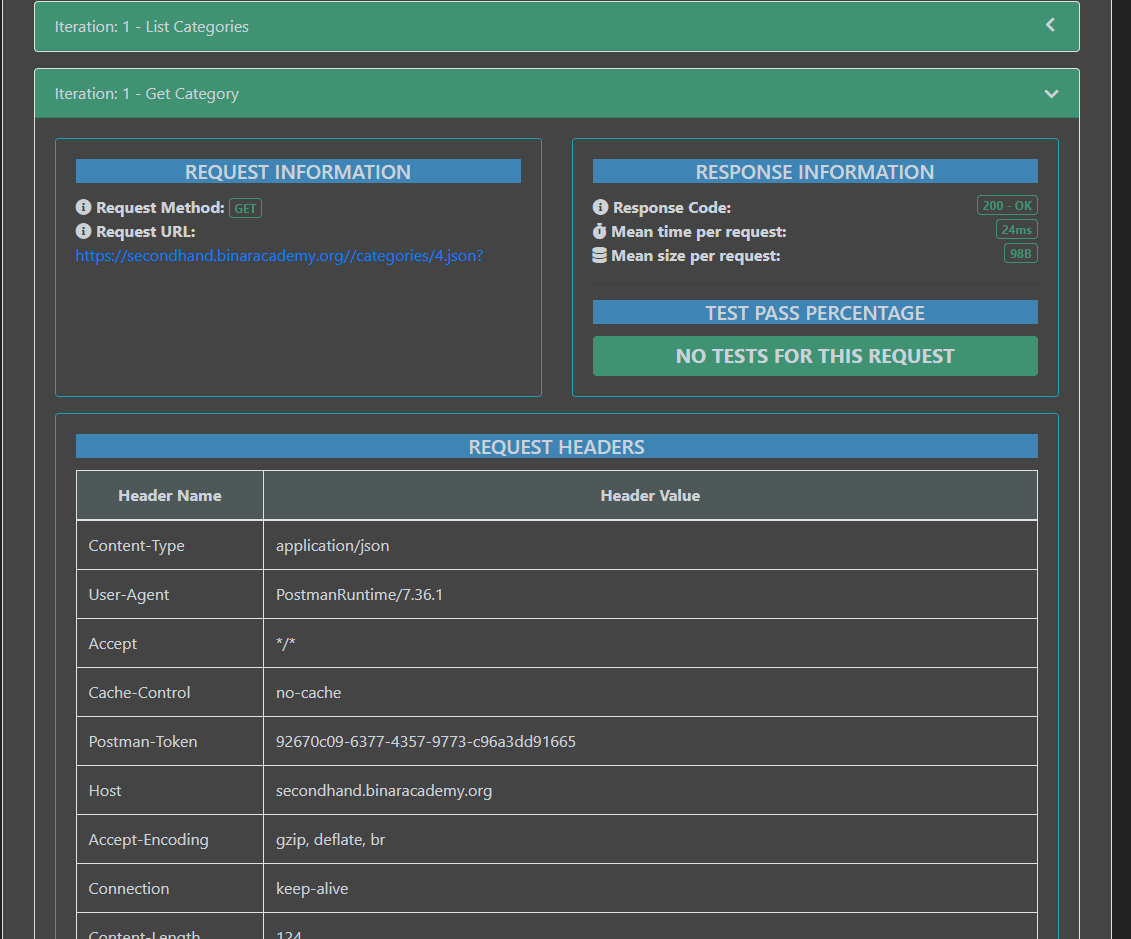 Iteration: 1 - List Categories
Iteration: 1 - Get Category
REQUEST INFORMATION
Request Method: GET
Request URL:
https://secondhand.binaracademy.org//categories/4.json?
RESPONSE INFORMATION
Response Code: 200 - OK
Mean time per request: 24ms
Mean size per request: 98B
TEST PASS PERCENTAGE
NO TESTS FOR THIS REQUEST
REQUEST HEADERS
Header Name Header Value
Content-Type application/json
User-Agent PostmanRuntime/7.36.1
Accept */*
Cache-Control no-cache
Postman-Token 92670c09-6377-4357-9773-c96a3dd91665
Host secondhand.binaracademy.org
Accept-Encoding gzip, deflate, br
Connection keep-alive
Content-Length 124